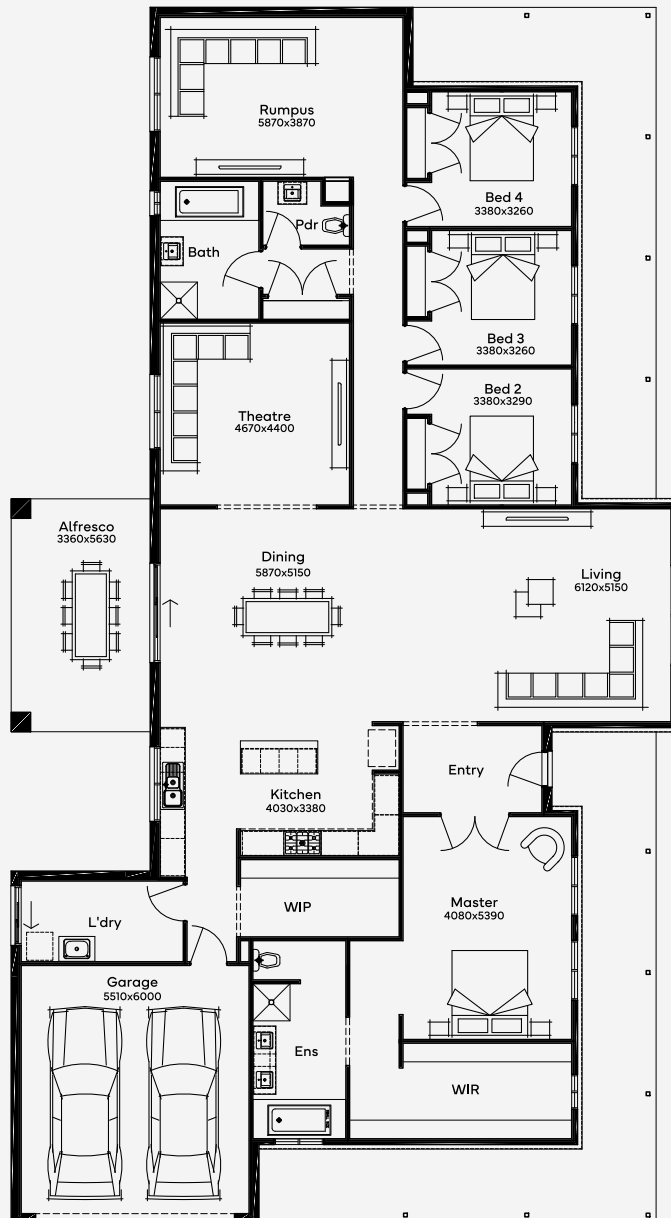 Rumpus
5870x3870
Bed 4
3380x3260
Pdr
Bath
Bed 3
3380x3260
Bed 2
3380x3290
Theatre
4670x4400
Alfresco
3360x5630
Dining
5870x5150
Living
6120x5150
Entry
Kitchen
4030x3380
Master
4080x5390
WIP
L'dry
Garage
5510x6000
Ens
WIR